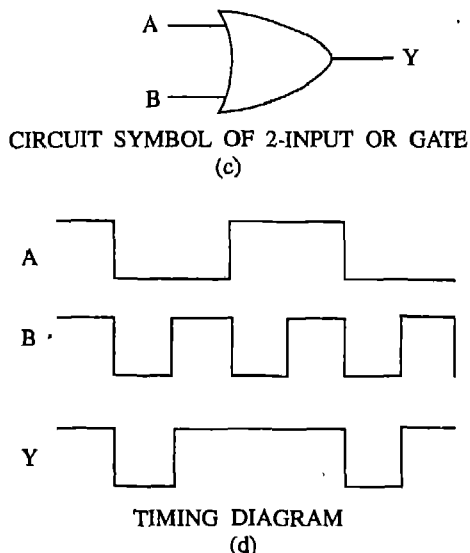 A
Y
B
CIRCUIT SYMBOL OF 2-INPUT OR GATE
(c)
A
B
Y
TIMING DIAGRAM
(d)